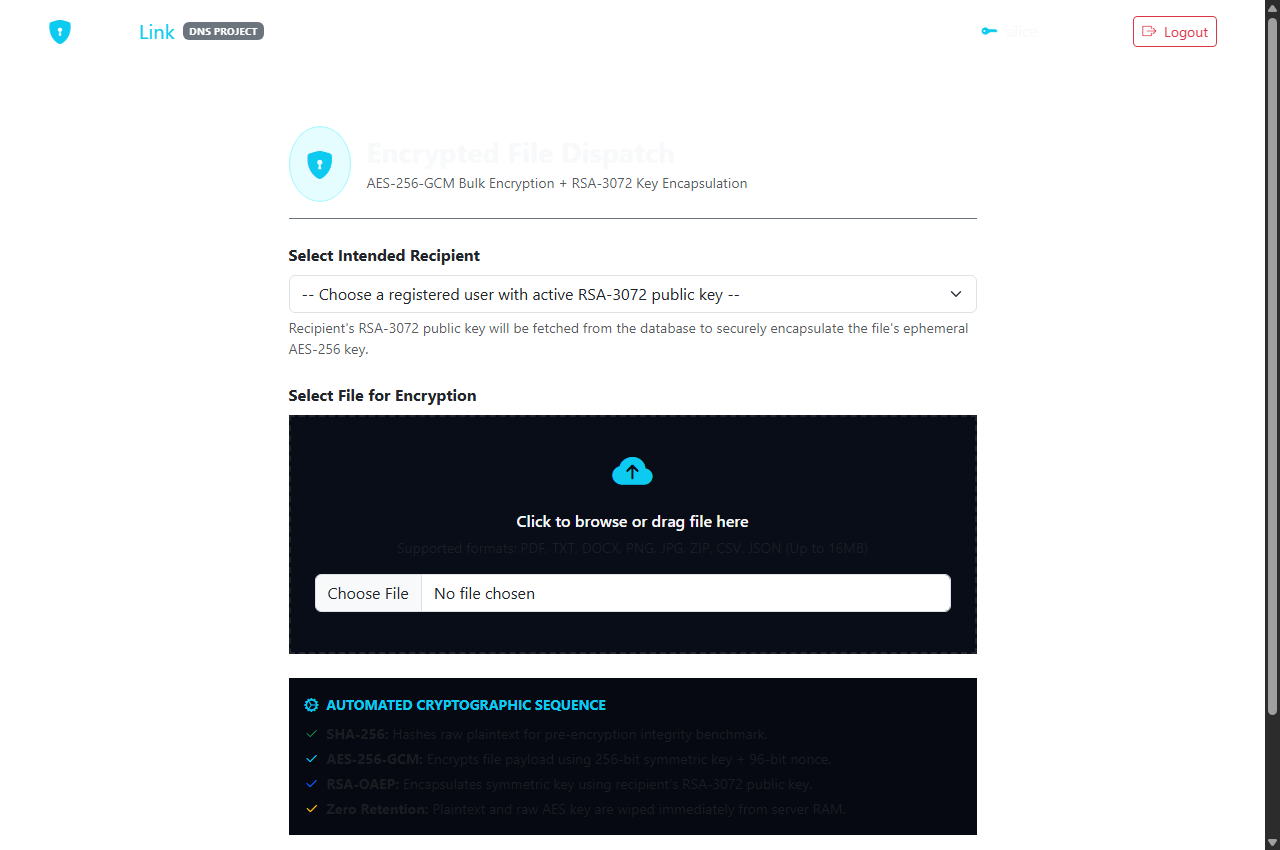 Link DNS PROJECT
alice
Logout
Encrypted File Dispatch
AES-256-GCM Bulk Encryption + RSA-3072 Key Encapsulation
Select Intended Recipient
-- Choose a registered user with active RSA-3072 public key --
Recipient's RSA-3072 public key will be fetched from the database to securely encapsulate the file's ephemeral
AES-256 key.
Select File for Encryption
Click to browse or drag file here
Supported formats: PDF, TXT, DOCX, PNG, JPG, ZIP, CSV, JSON (Up to 16MB)
Choose File No file chosen
AUTOMATED CRYPTOGRAPHIC SEQUENCE
SHA-256: Hashes raw plaintext for pre-encryption integrity benchmark.
AES-256-GCM: Encrypts file payload using 256-bit symmetric key + 96-bit nonce.
RSA-OAEP: Encapsulates symmetric key using recipient's RSA-3072 public key.
Zero Retention: Plaintext and raw AES key are wiped immediately from server RAM.